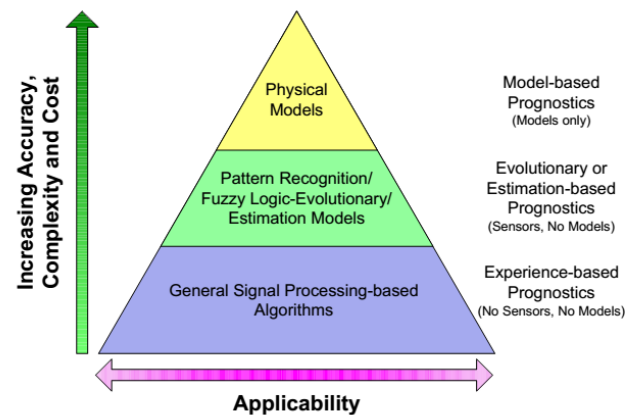 Increasing Accuracy,
Complexity and Cost
Physical
Models
Model-based
Prognostics
(Models only)
Pattern Recognition/
Fuzzy Logic-Evolutionary/
Estimation Models
Evolutionary or
Estimation-based
Prognostics
(Sensors, No Models)
General Signal Processing-based
Algorithms
Experience-based
Prognostics
(No Sensors, No Models)
Applicability